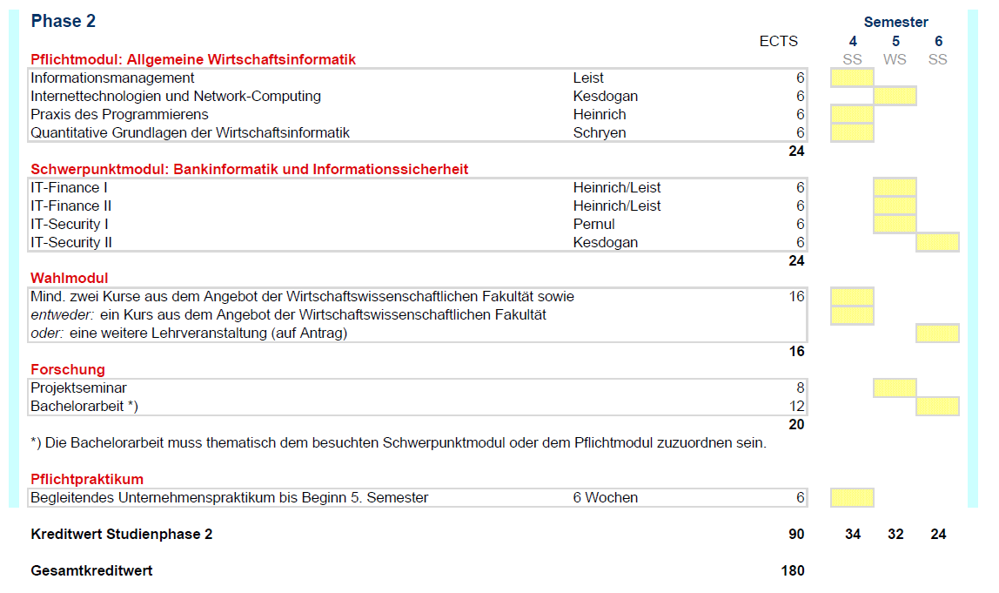 Phase 2 Semester
ECTS 4 5 6
Pflichtmodul: Allgemeine Wirtschaftsinformatik SS WS SS
Informationsmanagement Leist 6
Internettechnologien und Network-Computing Kesdogan 6
Praxis des Programmierens Heinrich 6
Quantitative Grundlagen der Wirtschaftsinformatik Schryen 6
24
Schwerpunktmodul: Bankinformatik und Informationssicherheit
IT-Finance I Heinrich/Leist 6
IT-Finance II Heinrich/Leist 6
IT-Security I Pernul 6
IT-Security II Kesdogan 6
24
Wahlmodul
Mind. zwei Kurse aus dem Angebot der Wirtschaftswissenschaftlichen Fakultät sowie 16
entweder: ein Kurs aus dem Angebot der Wirtschaftswissenschaftlichen Fakultät
oder: eine weitere Lehrveranstaltung (auf Antrag)
16
Forschung
Projektseminar 8
Bachelorarbeit *) 12
20
*) Die Bachelorarbeit muss thematisch dem besuchten Schwerpunktmodul oder dem Pflichtmodul zuzuordnen sein.
Pflichtpraktikum
Begleitendes Unternehmenspraktikum bis Beginn 5. Semester 6 Wochen 6
Kreditwert Studienphase 2 90 34 32 24
Gesamtkreditwert 180